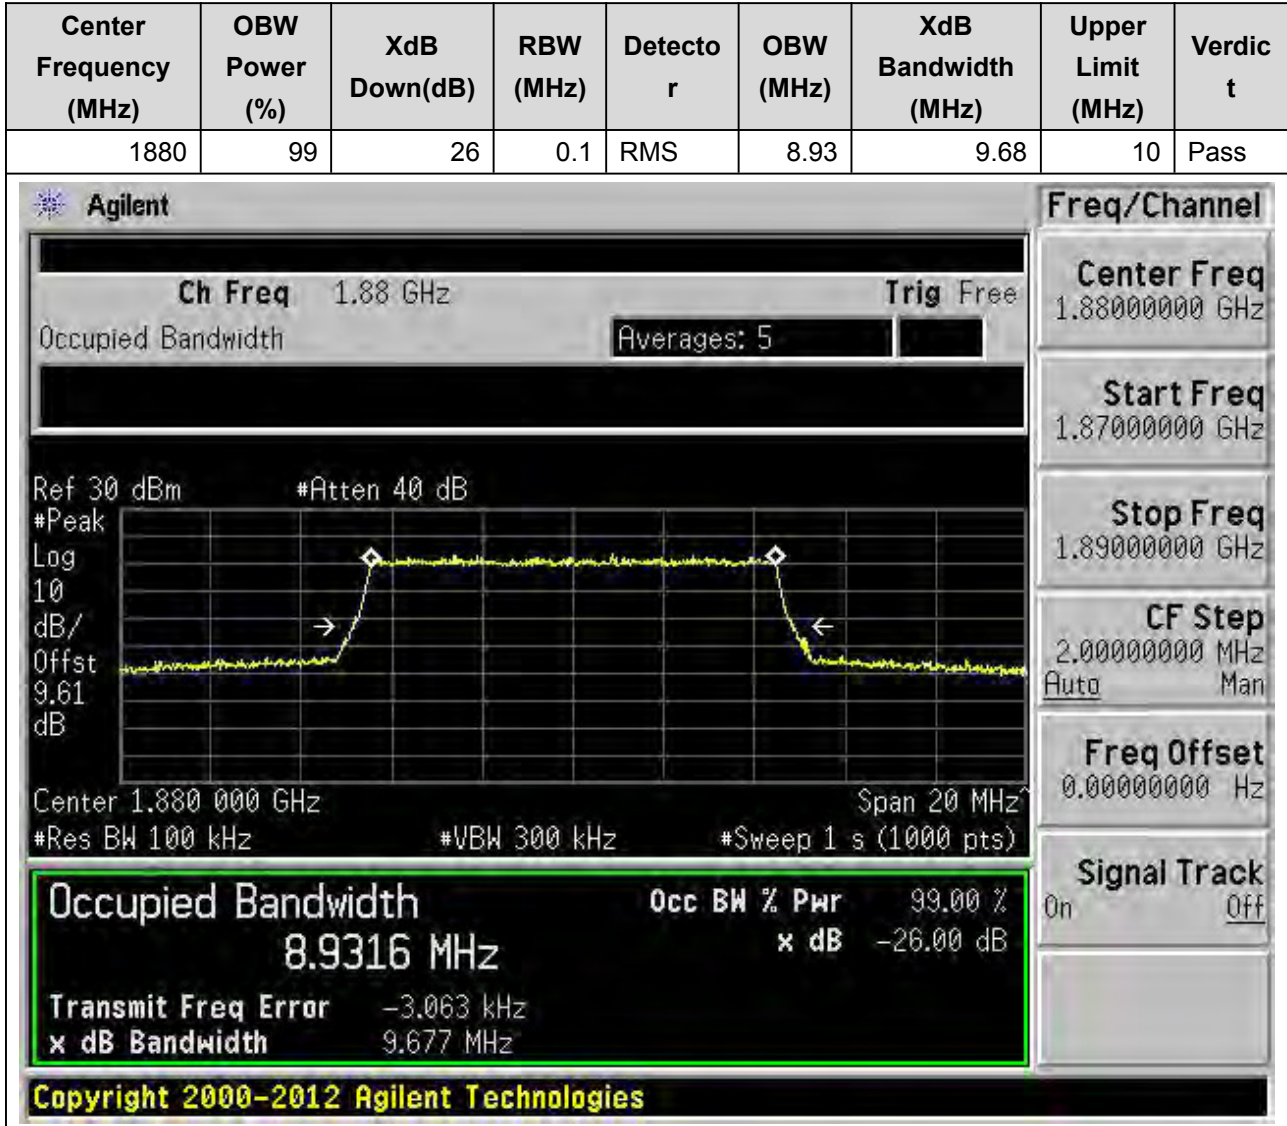 Center Frequency (MHz) OBW Power (%) XdB Down(dB) RBW (MHz) Detecto r OBW (MHz) XdB Bandwidth (MHz) Upper Limit (MHz) Verdic t
1880 99 26 0.1 RMS 8.93 9.68 10 Pass
Agilent
Freq/Channel
Ch Freq 1.88 GHz Trig Free
Occupied Bandwidth Averages: 5
Center Freq
1.88000000 GHz
Start Freq
1.87000000 GHz
Stop Freq
1.89000000 GHz
CF Step
2.00000000 MHz
Auto Man
Freq Offset
0.00000000 Hz
Signal Track
On Off
Ref 30 dBm #Atten 40 dB
#Peak
Log
10
dB/
Offst
9.61
dB
Center 1.880 000 GHz Span 20 MHz^
#Res BW 100 kHz #VBW 300 kHz #Sweep 1 s (1000 pts)
Occupied Bandwidth Occ BW % Pwr 99.00 %
8.9316 MHz x dB -26.00 dB
Transmit Freq Error -3.063 kHz
x dB Bandwidth 9.677 MHz
Copyright 2000-2012 Agilent Technologies